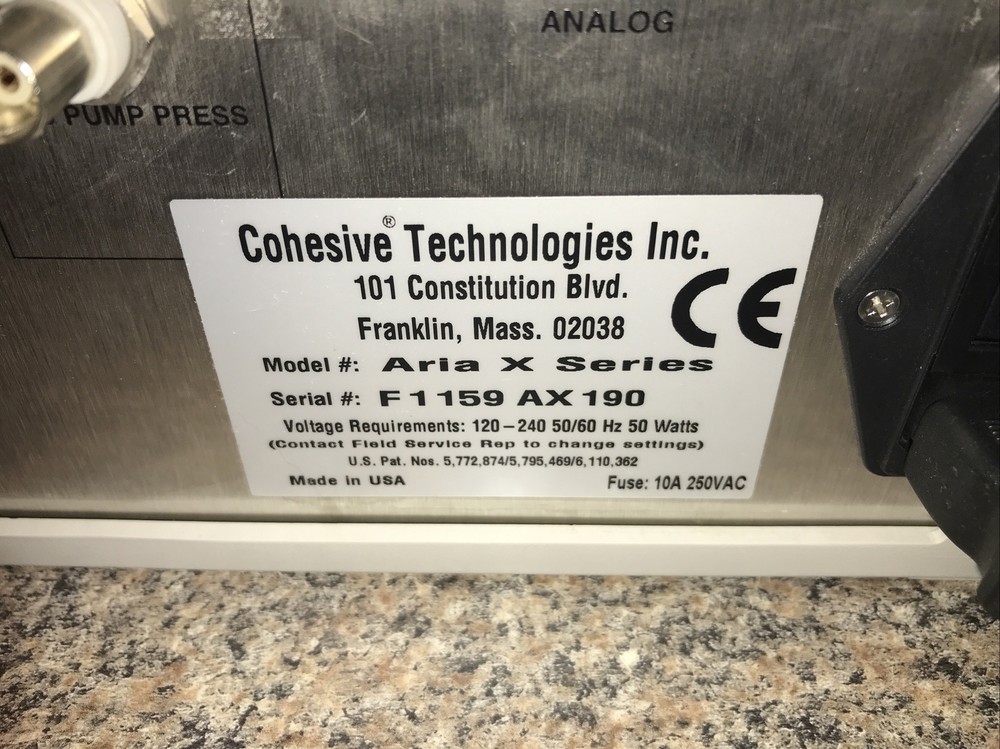 ANALOG
PUMP PRESS
Cohesive® Technologies Inc.
101 Constitution Blvd.
Franklin, Mass. 02038
CE
Model #: Aria X Series
Serial #: F1159 AX 190
Voltage Requirements: 120-240 50/60 Hz 50 Watts
(Contact Field Service Rep to change settings)
U.S. Pat. Nos. 5,772,874/5,795,469/6,110,362
Made in USA
Fuse: 10A 250VAC